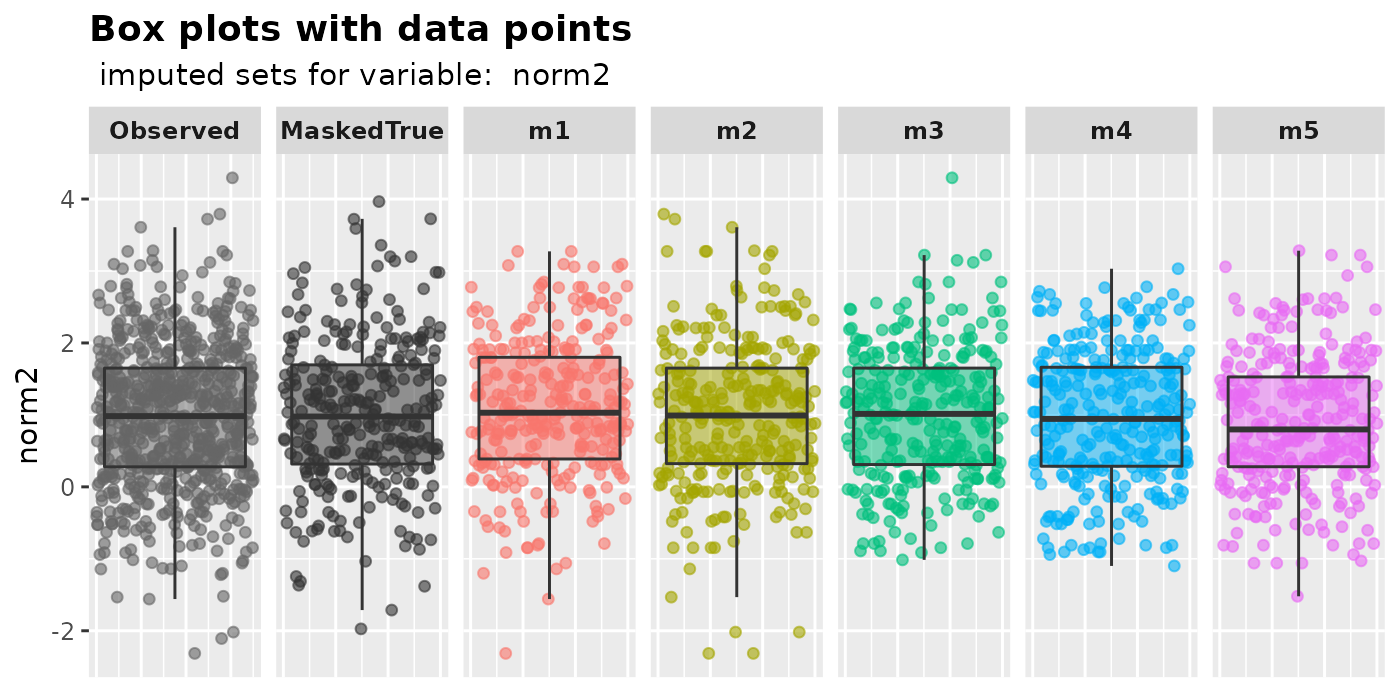 Box plots with data points
imputed sets for variable:  norm2
Observed MaskedTrue m1 m2 m3 m4 m5
norm2
4
2
0
-2